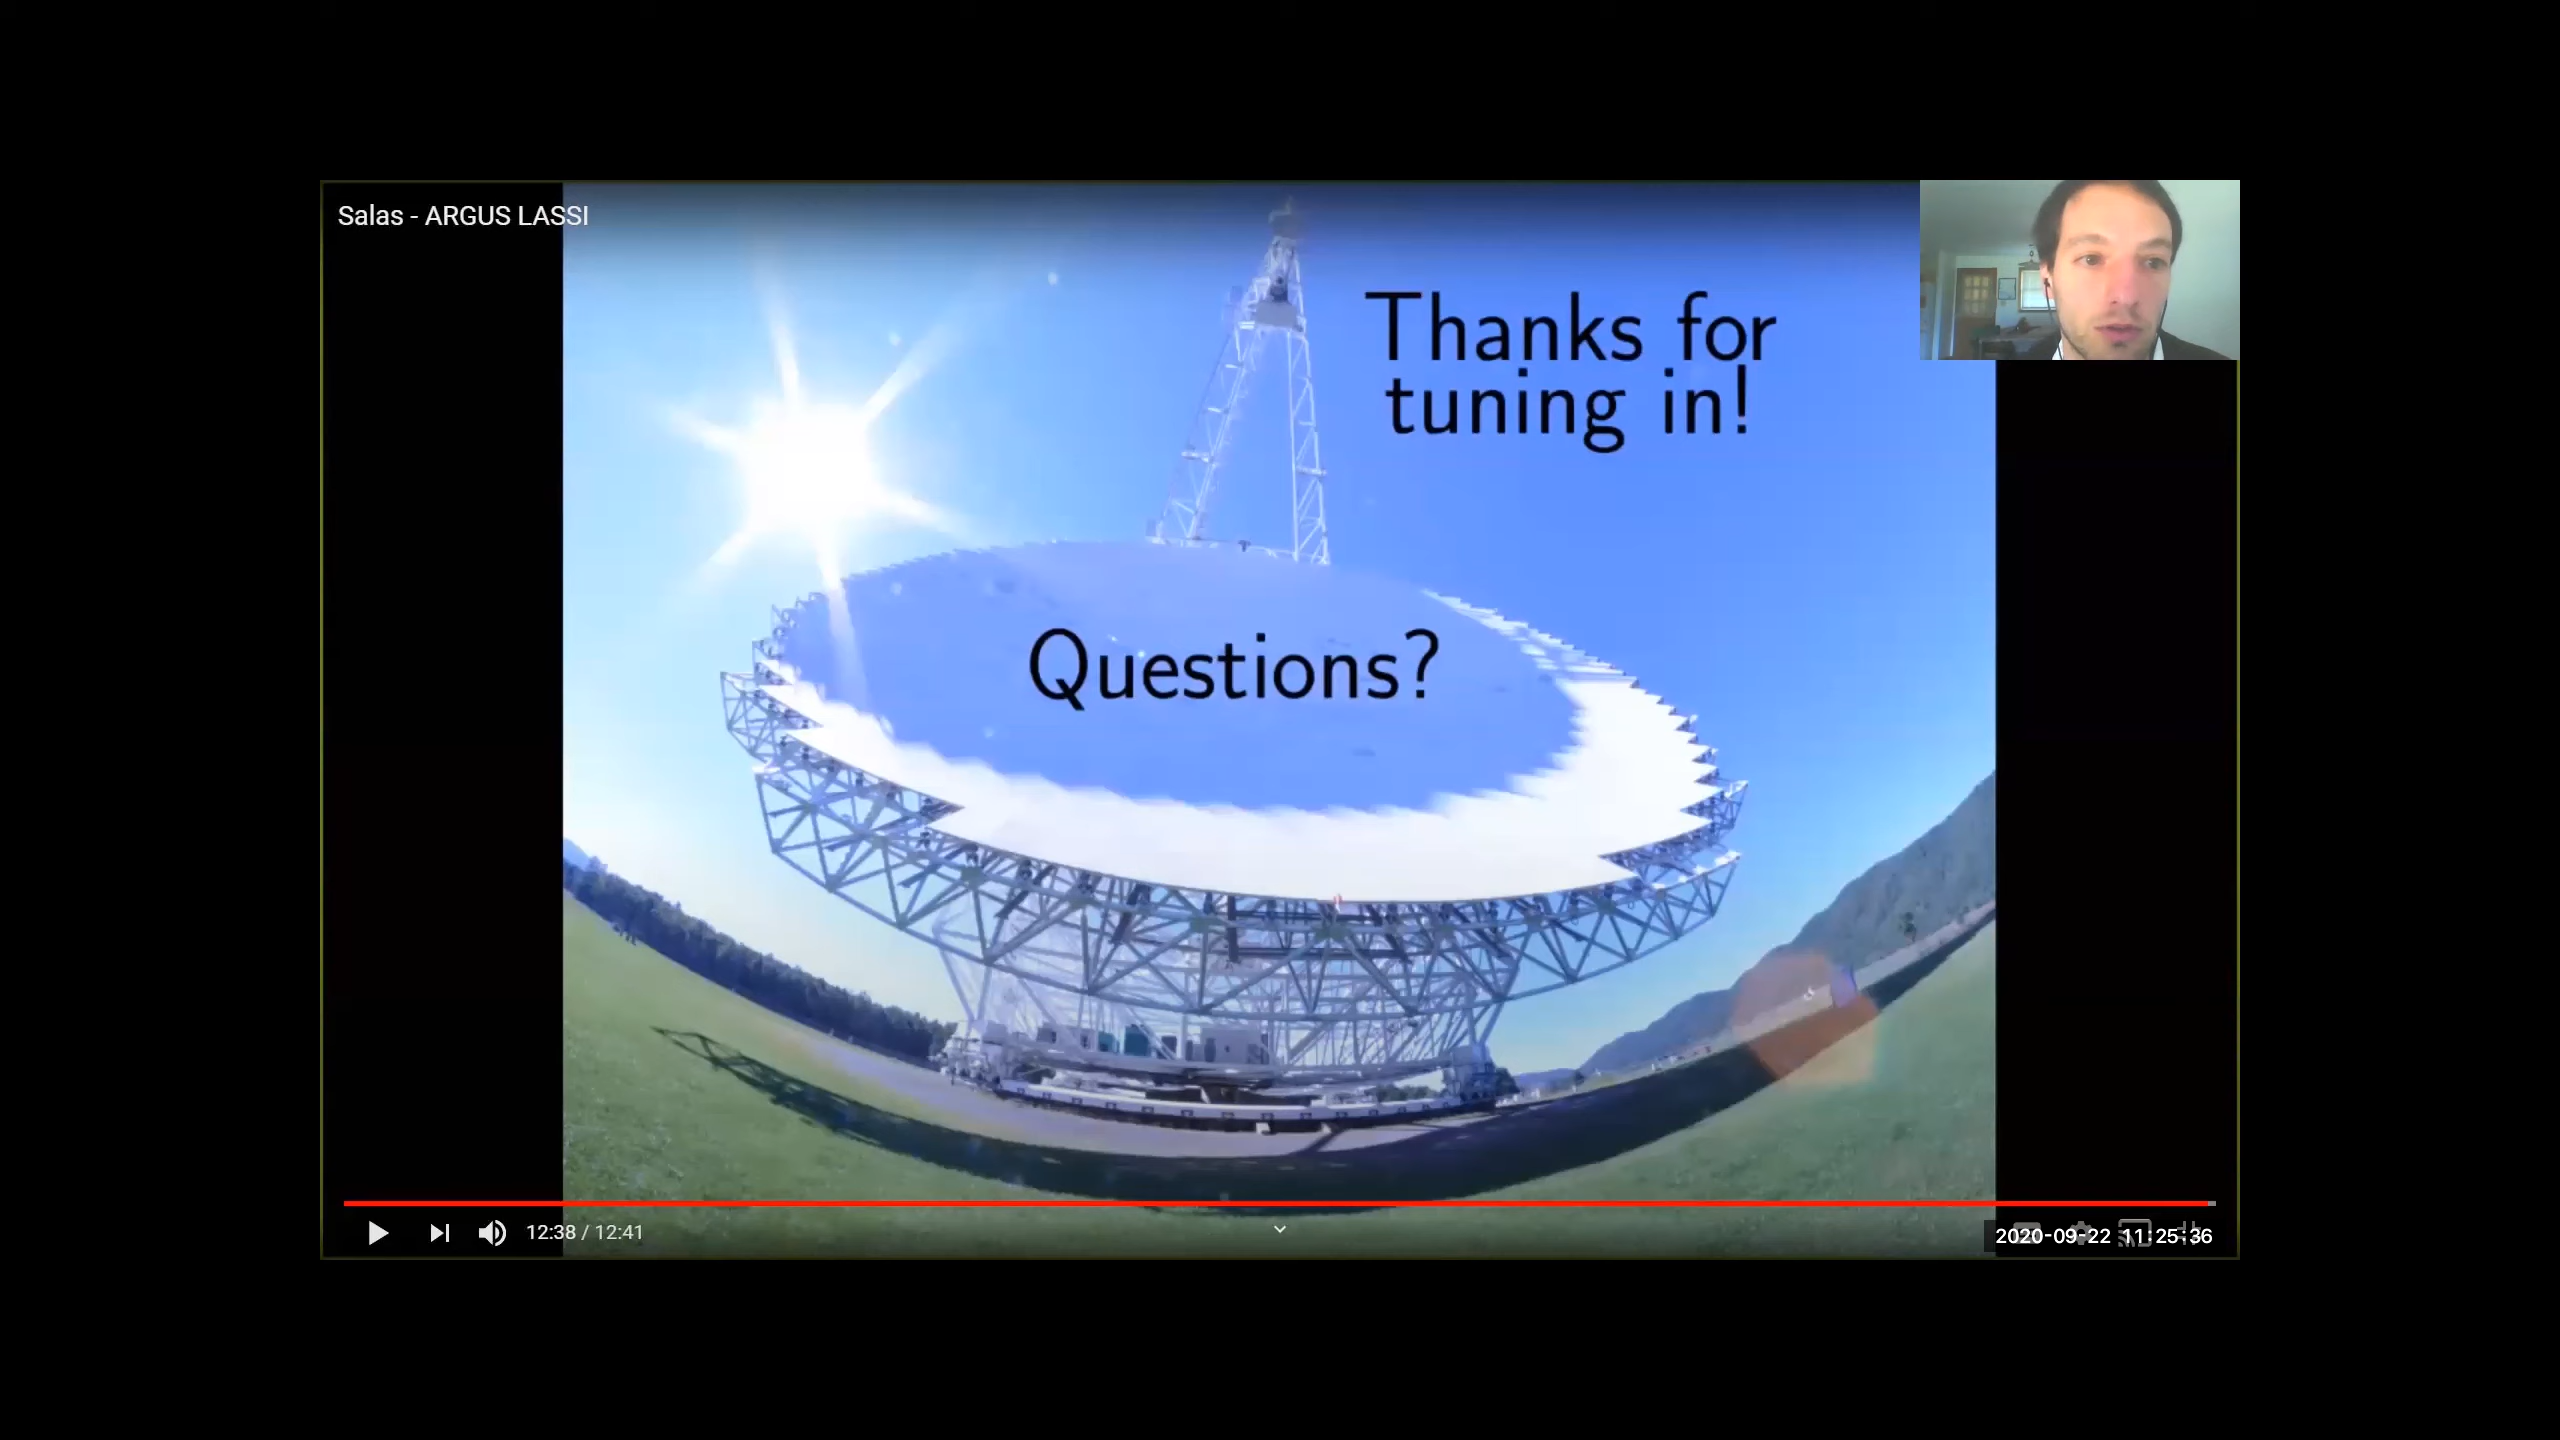 Salas - ARGUS LASSI
Thanks for
tuning in!
Questions?
12:38 / 12:41
2020-09-22 11:25:36